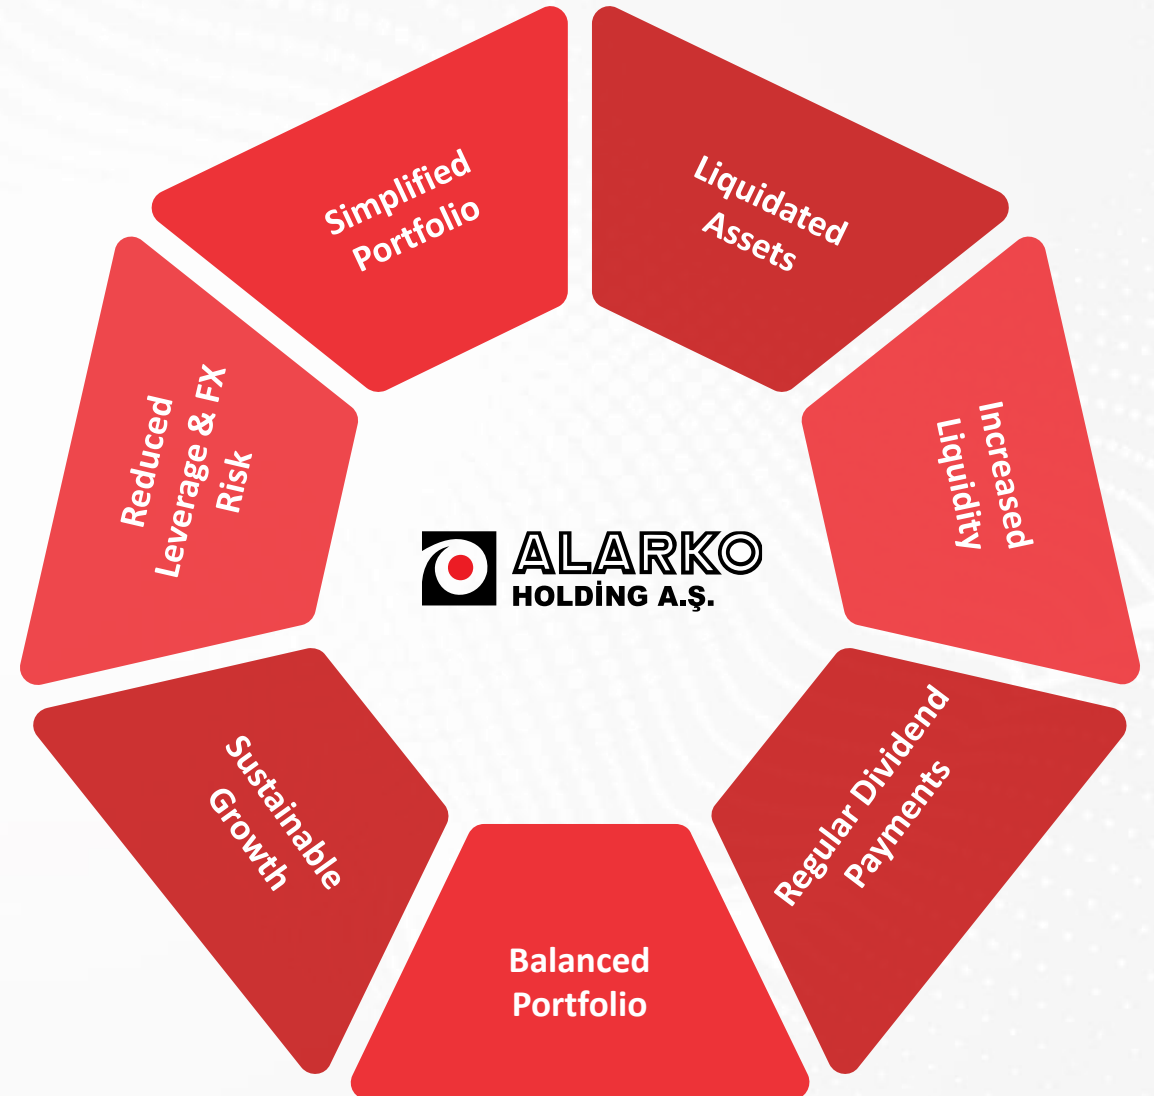 Simplified
Portfolio
Liquidated
Assets
Increased
Liquidity
Regular Dividend
Payments
Balanced
Portfolio
Sustainable
Growth
Reduced
Leverage & FX
Risk
ALARKO
HOLDİNG A.Ş.